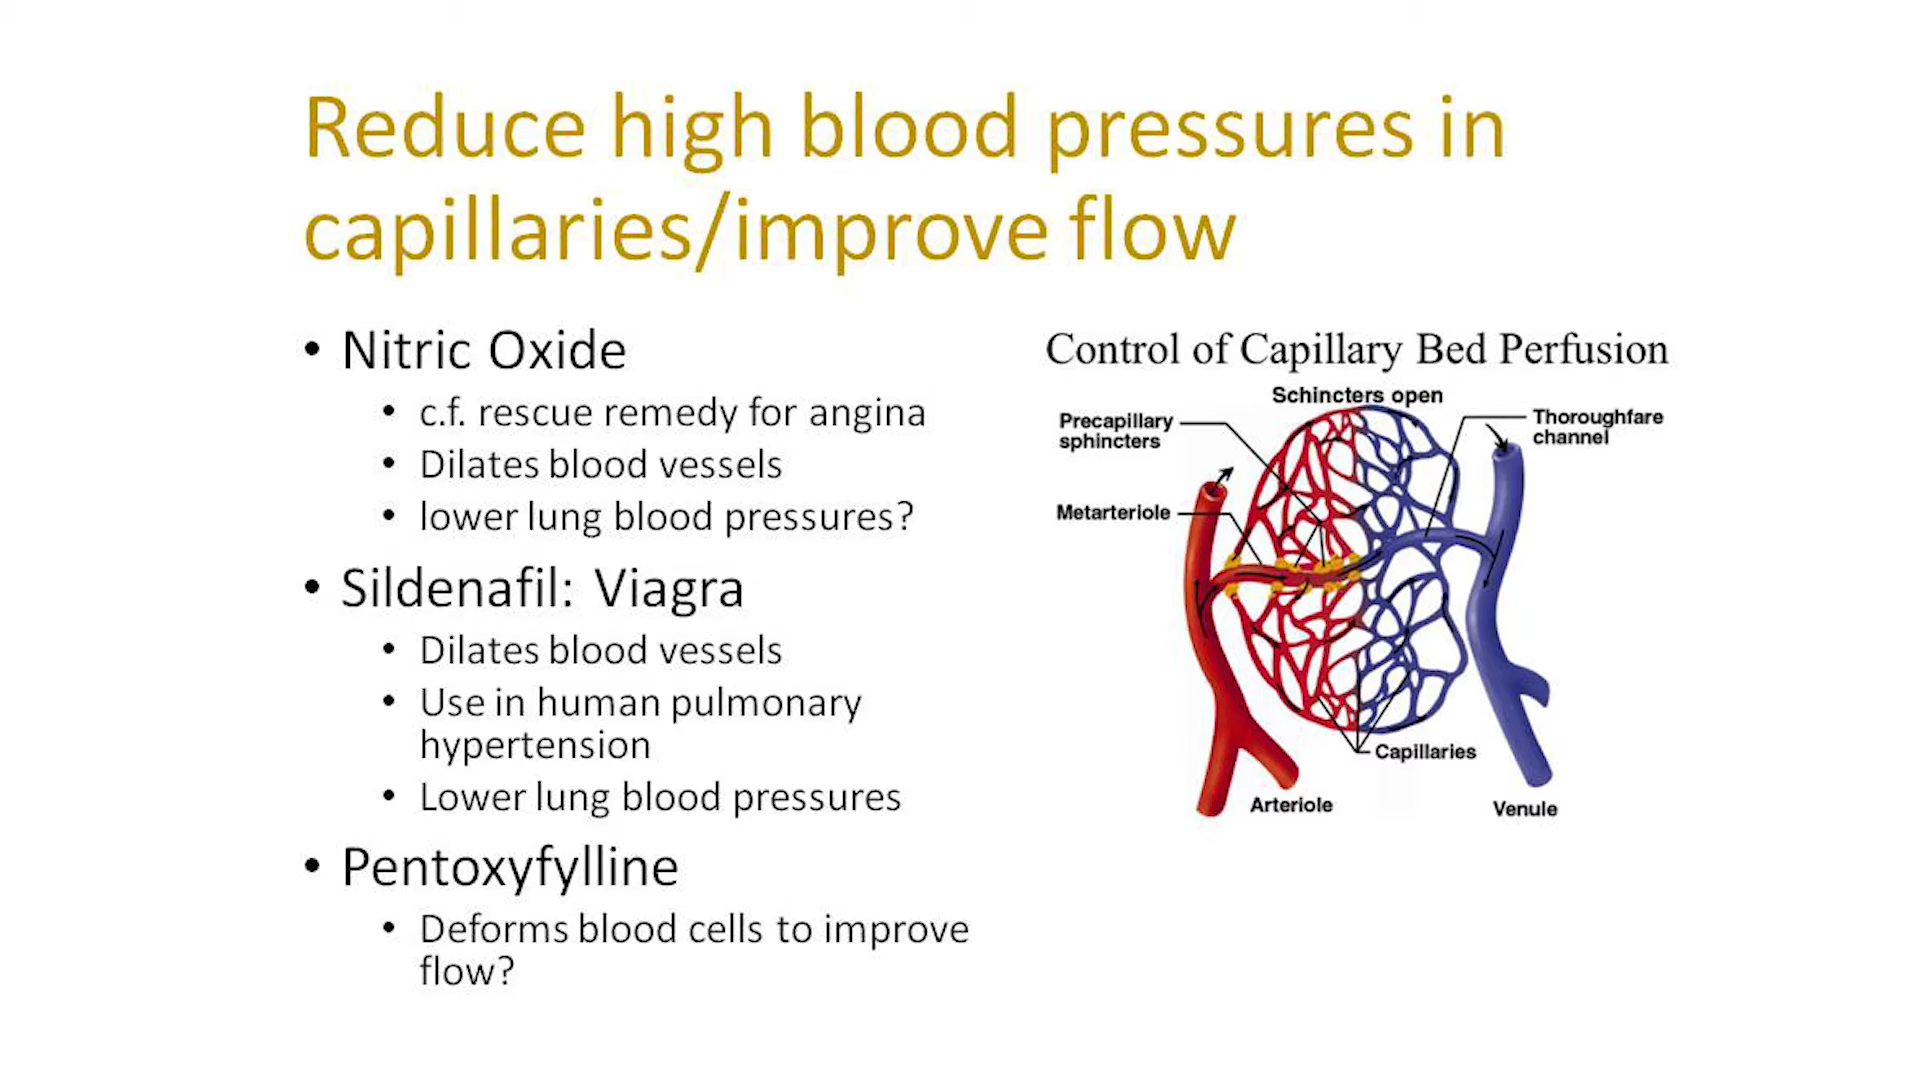 Reduce high blood pressures in
capillaries/improve flow
• Nitric Oxide
• c.f. rescue remedy for angina
• Dilates blood vessels
• lower lung blood pressures?
• Sildenafil: Viagra
• Dilates blood vessels
• Use in human pulmonary
hypertension
• Lower lung blood pressures
• Pentoxyfylline
• Deforms blood cells to improve
flow?
Control of Capillary Bed Perfusion
Schincters open
Precapillary
sphincters
Thoroughfare
channel
Metarteriole
Capillaries
Arteriole
Venule